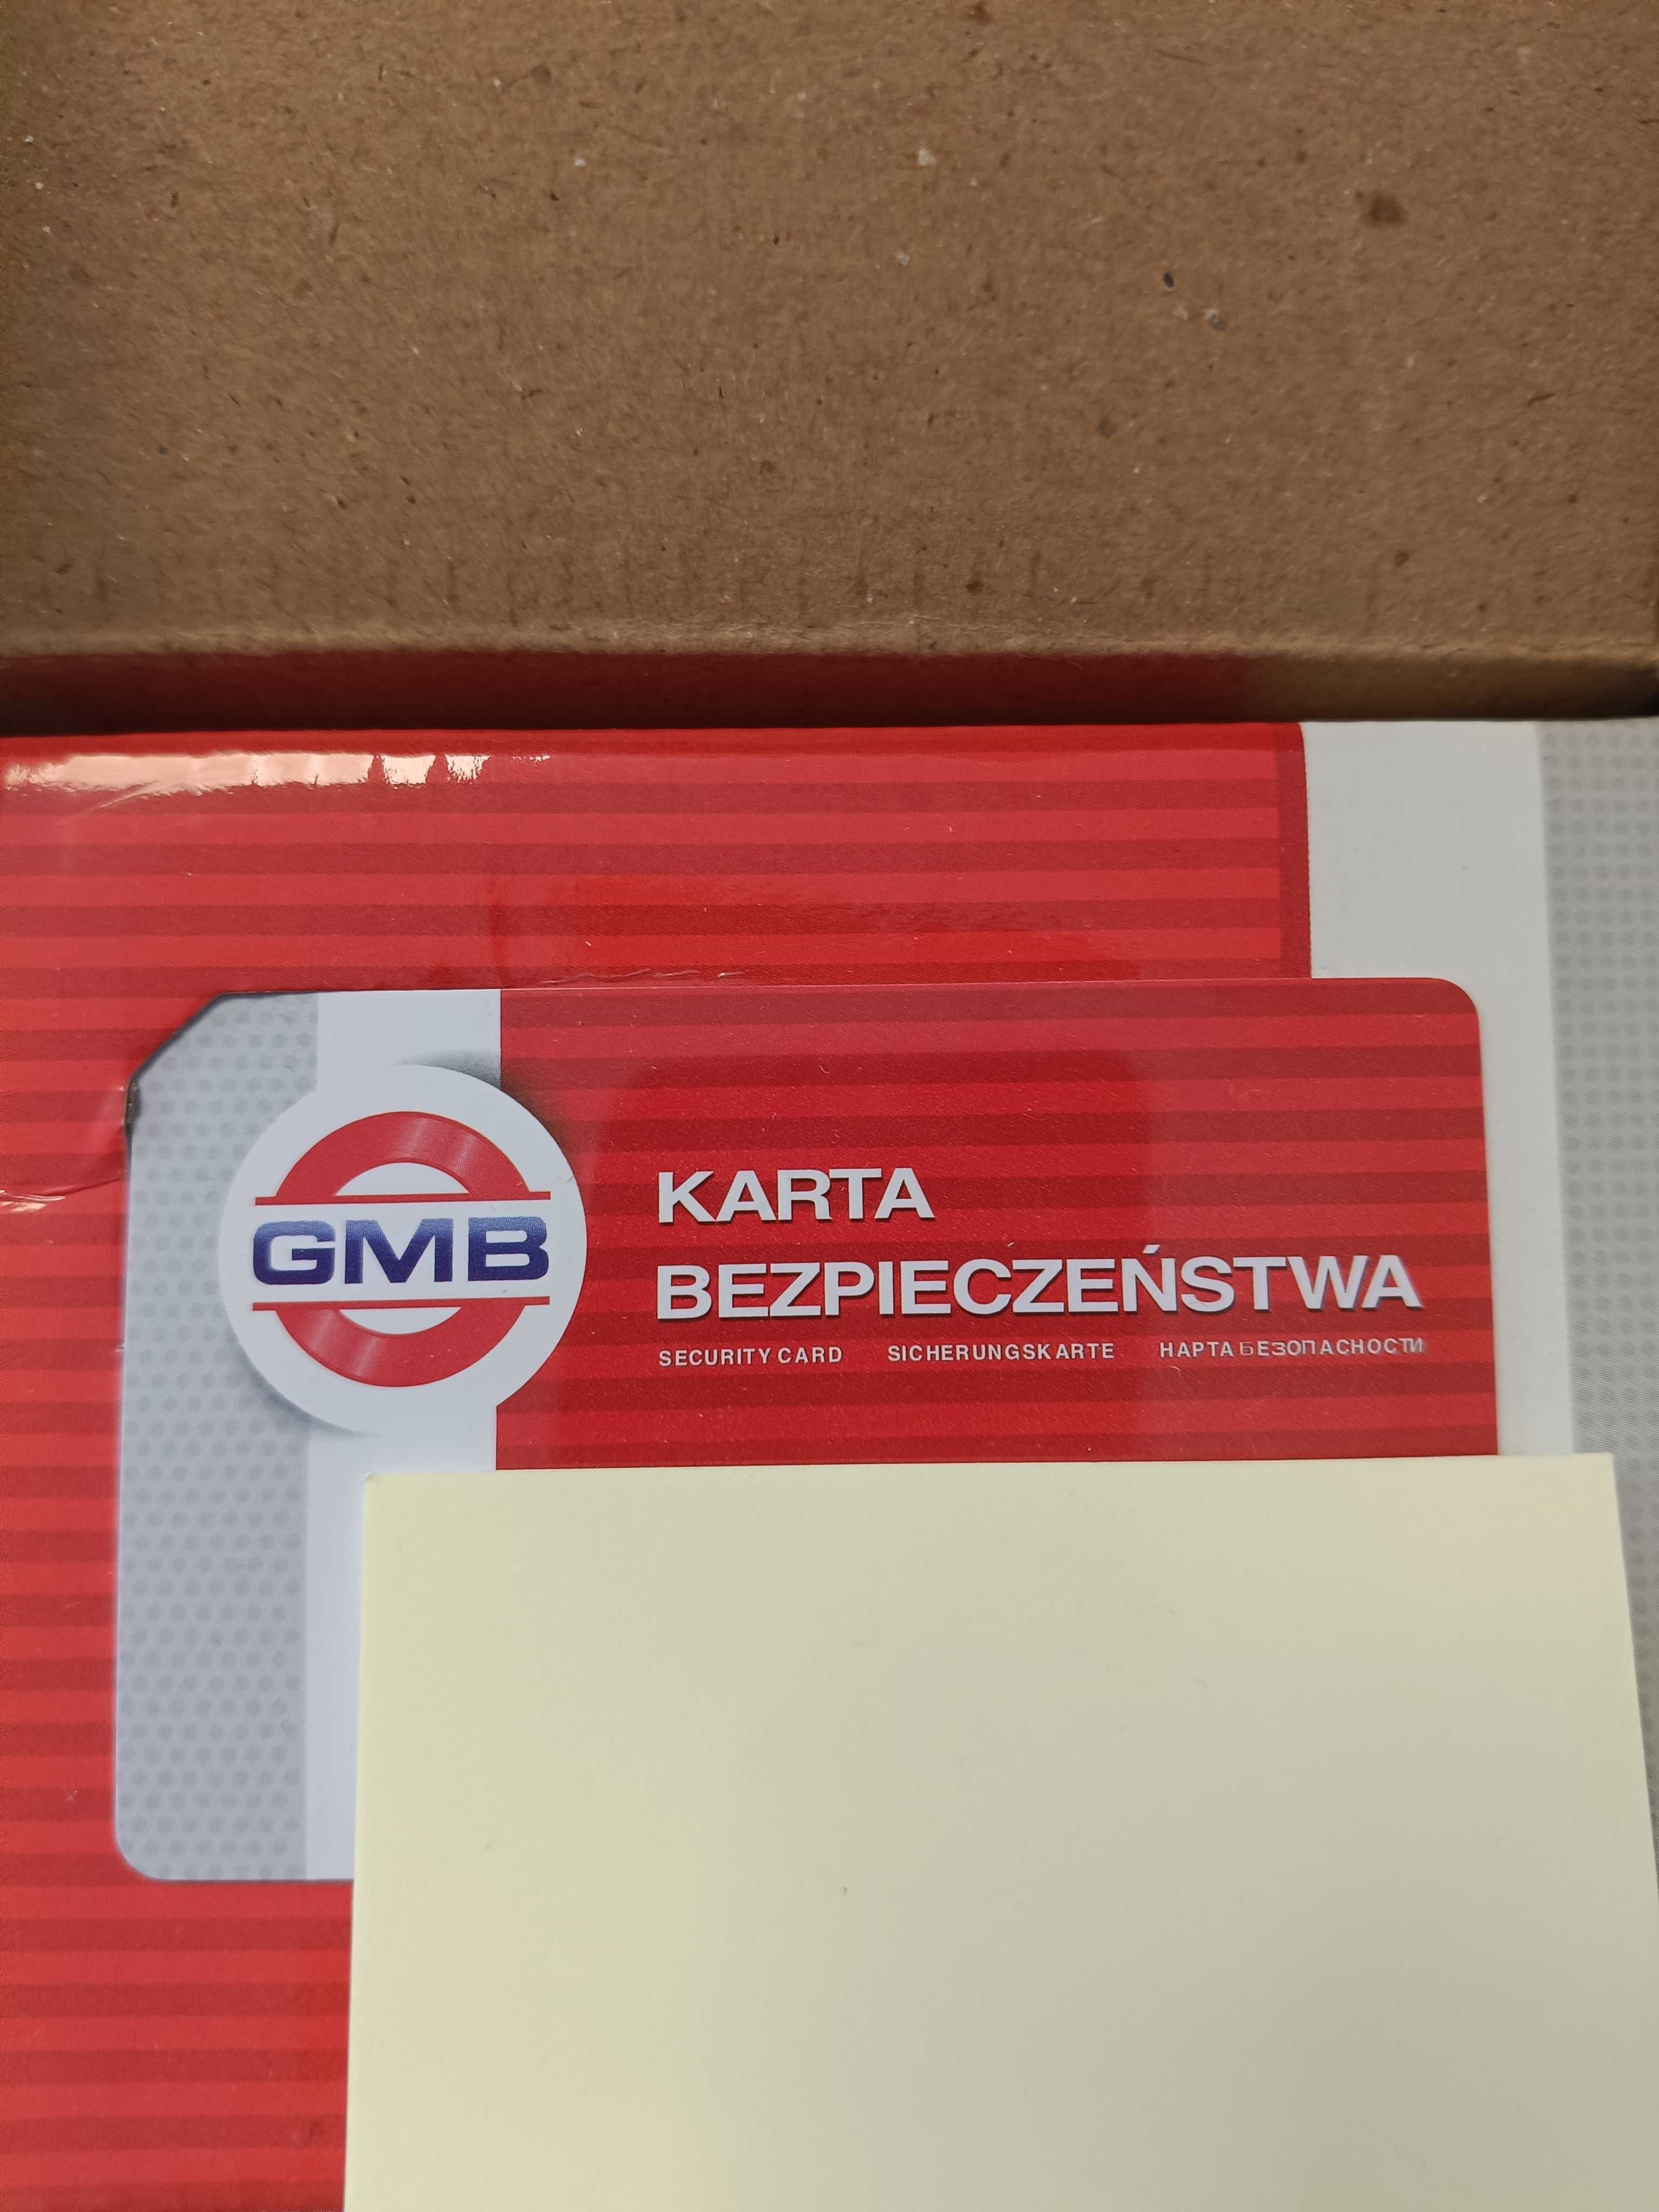 GMB
KARTA
BEZPIECZEŃSTWA
SECURITY CARD SICHERUNGSKARTE НАРТА БЕЗОПАСНОСТИ